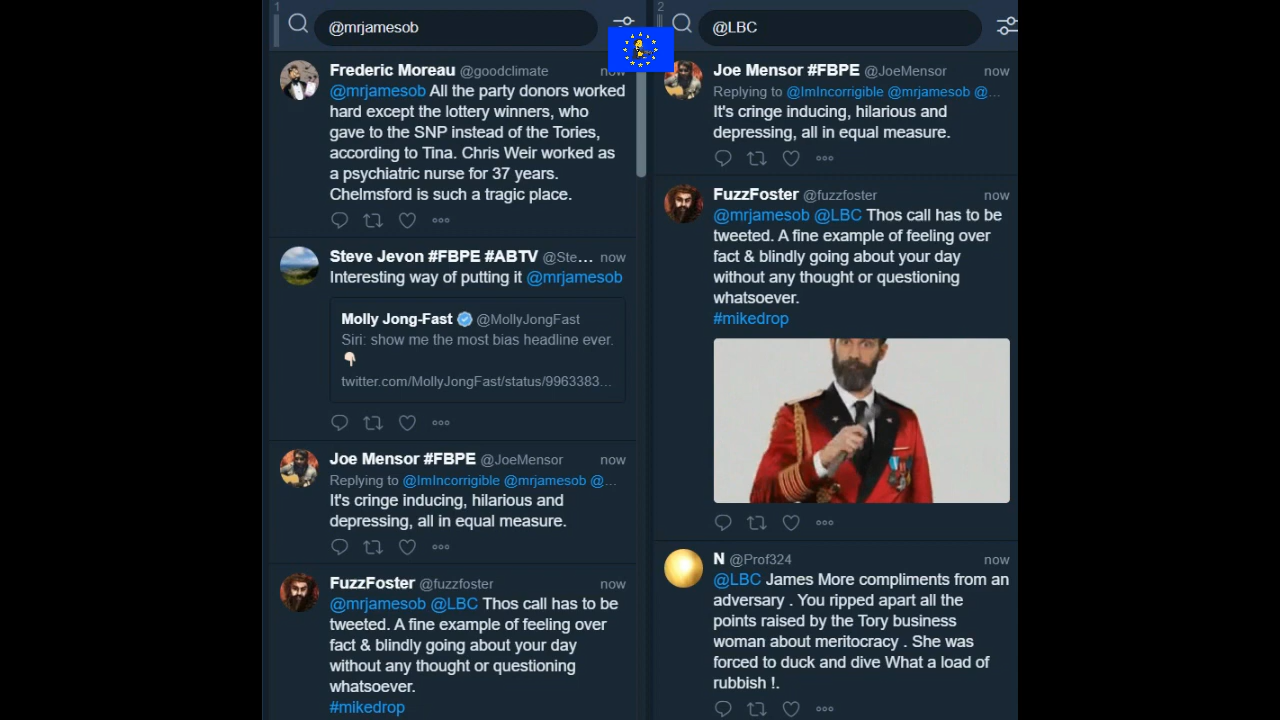 1
@mrjamesob
Frederic Moreau @goodclimate now
@mrjamesob All the party donors worked
hard except the lottery winners, who
gave to the SNP instead of the Tories,
according to Tina. Chris Weir worked as
a psychiatric nurse for 37 years.
Chelmsford is such a tragic place.
Steve Jevon #FBPE #ABTV @Ste... now
Interesting way of putting it @mrjamesob
Molly Jong-Fast @MollyJongFast
Siri: show me the most bias headline ever.
twitter.com/MollyJongFast/status/9963383...
Joe Mensor #FBPE @JoeMensor now
Replying to @ImIncorrigible @mrjamesob @...
It's cringe inducing, hilarious and
depressing, all in equal measure.
FuzzFoster @fuzzfoster now
@mrjamesob @LBC Thos call has to be
tweeted. A fine example of feeling over
fact & blindly going about your day
without any thought or questioning
whatsoever.
#mikedrop
2
@LBC
Joe Mensor #FBPE @JoeMensor now
Replying to @ImIncorrigible @mrjamesob @...
It's cringe inducing, hilarious and
depressing, all in equal measure.
FuzzFoster @fuzzfoster now
@mrjamesob @LBC Thos call has to be
tweeted. A fine example of feeling over
fact & blindly going about your day
without any thought or questioning
whatsoever.
#mikedrop
N @Prof324 now
@LBC James More compliments from an
adversary . You ripped apart all the
points raised by the Tory business
woman about meritocracy . She was
forced to duck and dive What a load of
rubbish !.